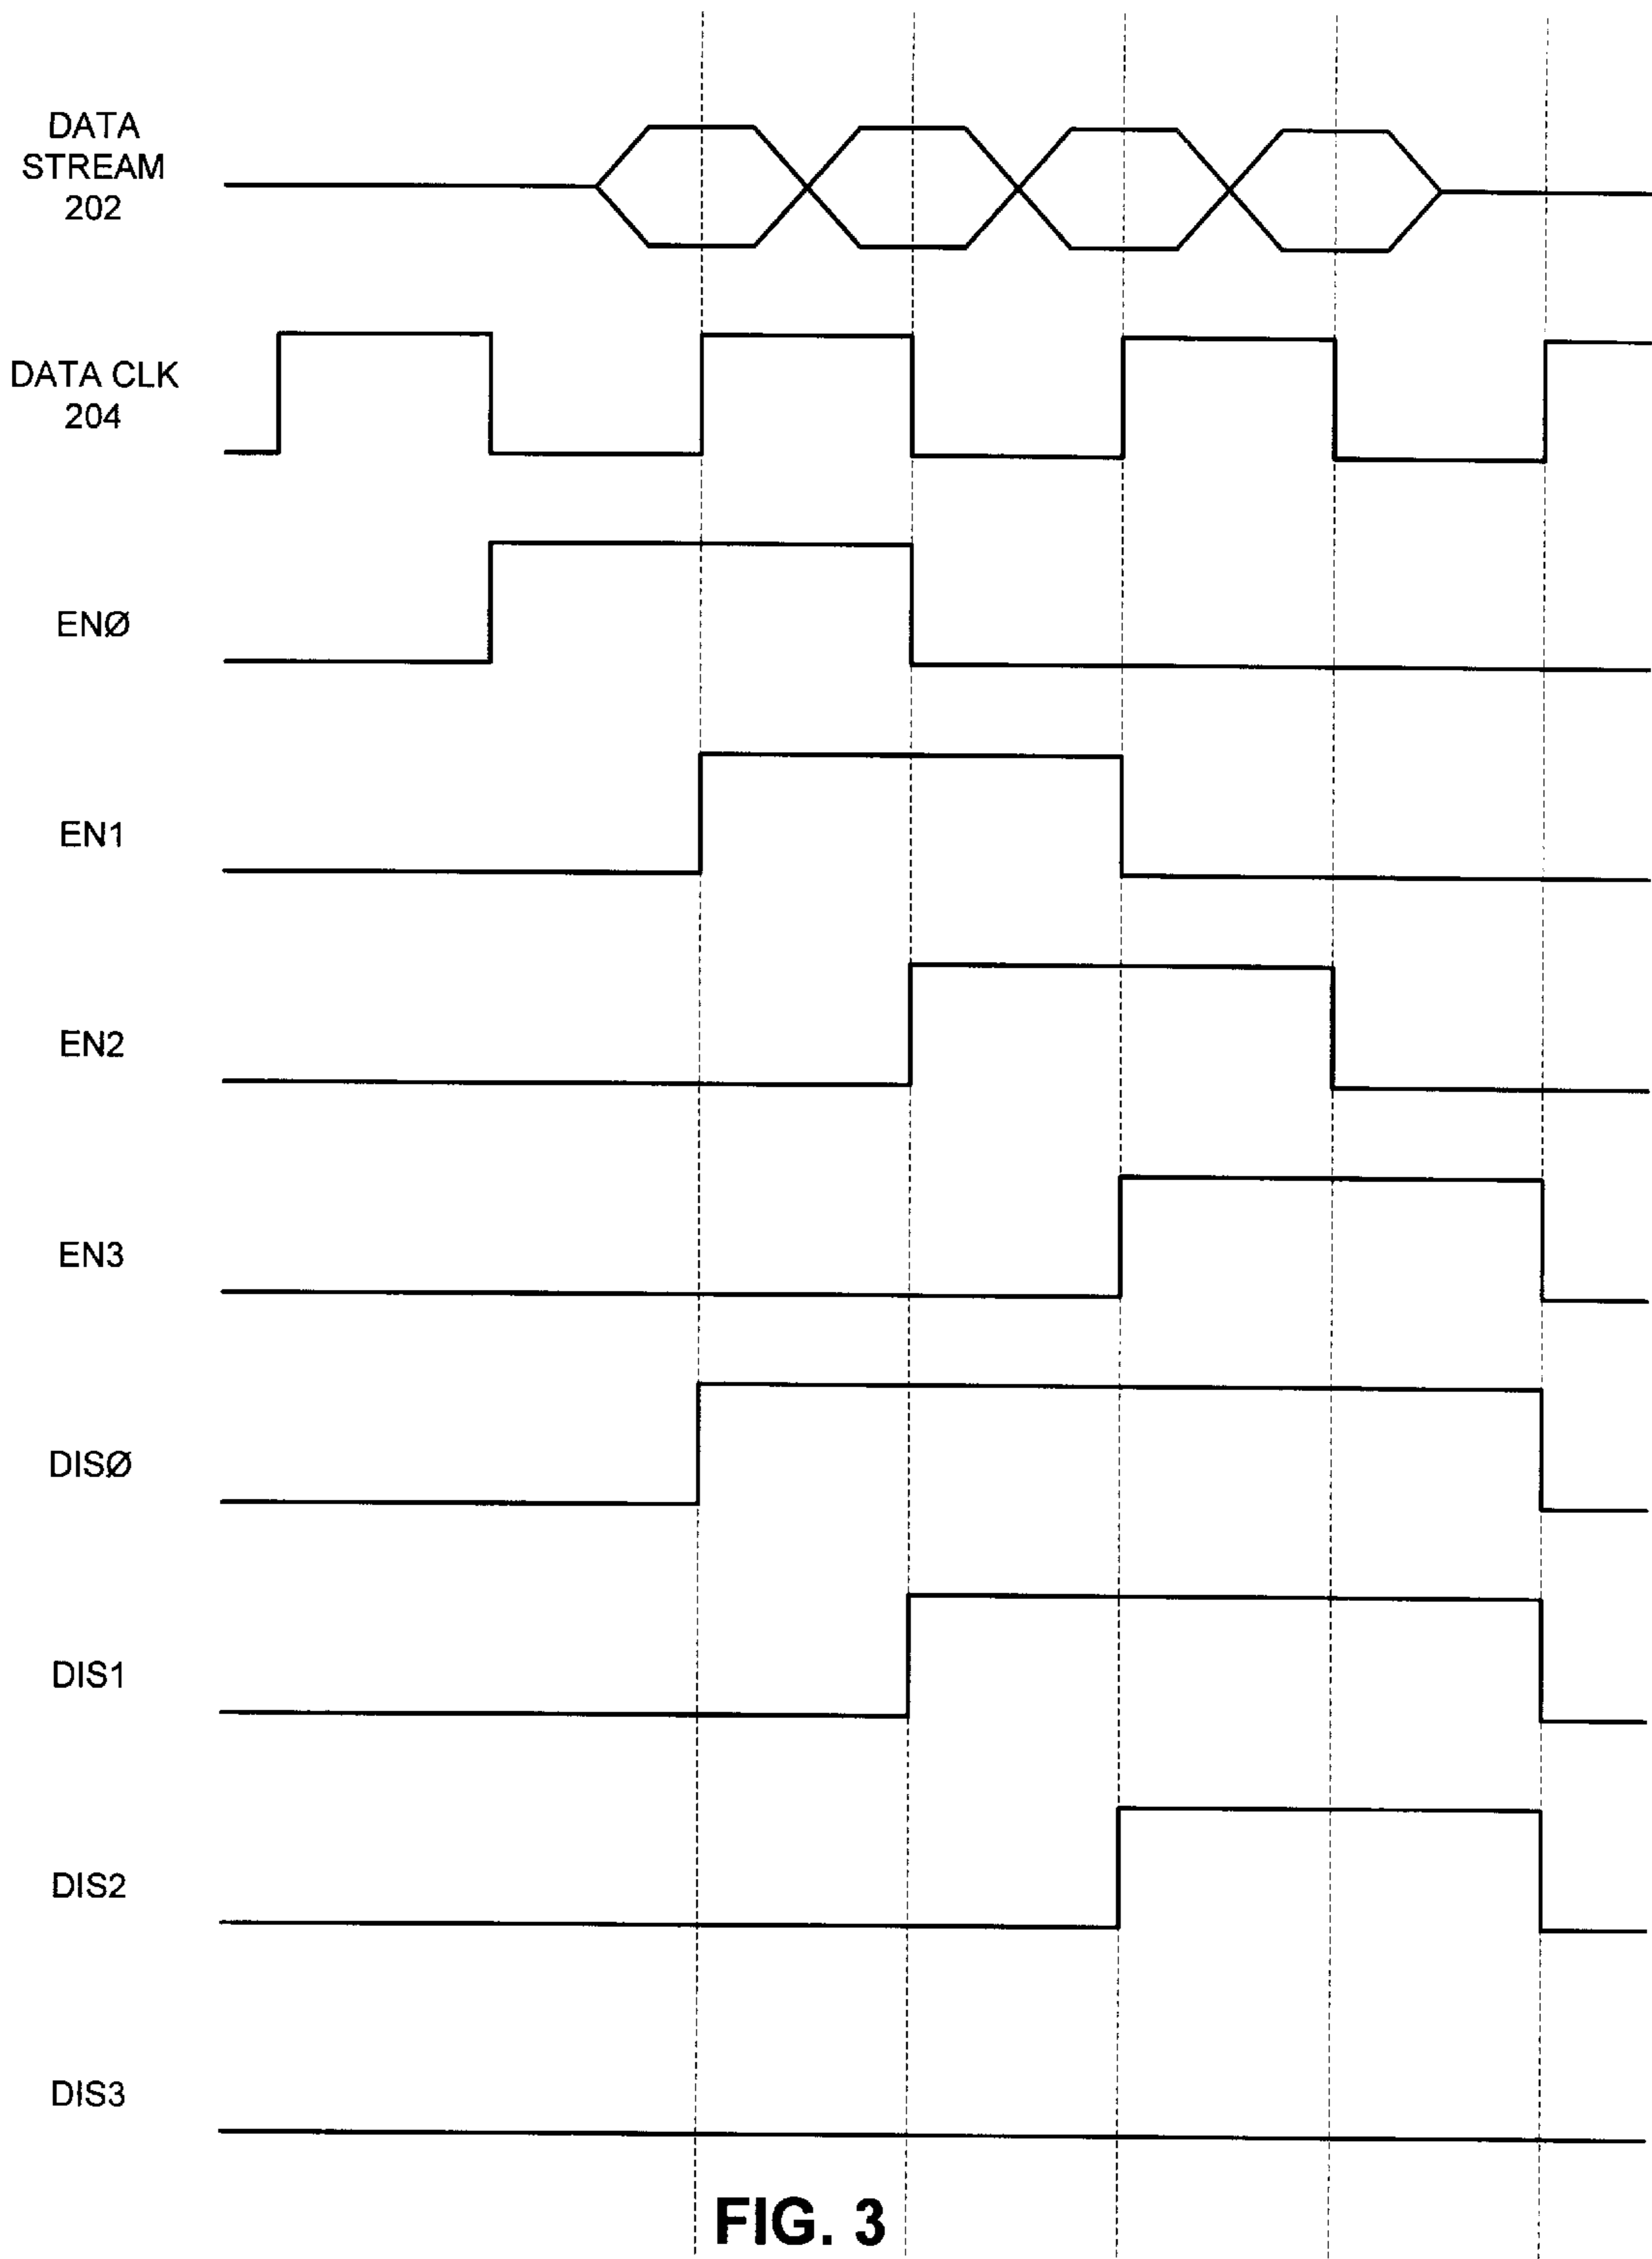 DATA
STREAM
202
DATA CLK
204
ENØ
EN1
EN2
EN3
DISØ
DIS1
DIS2
DIS3
FIG. 3